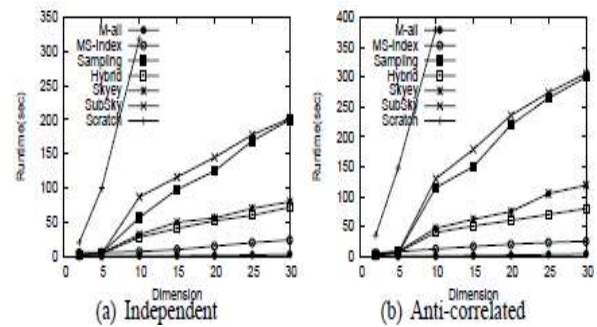 350
300
250
200
150
100
50
0
Runtime(sec)
M-all
MS-Index
Sampling
Hybrid
Skyey
SubSky
Scratch
0 5 10 15 20 25 30
Dimension
(a) Independent
400
350
300
250
200
150
100
50
0
Runtime(sec)
M-all
MS-Index
Sampling
Hybrid
Skyey
SubSky
Scratch
0 5 10 15 20 25 30
Dimension
(b) Anti-correlated